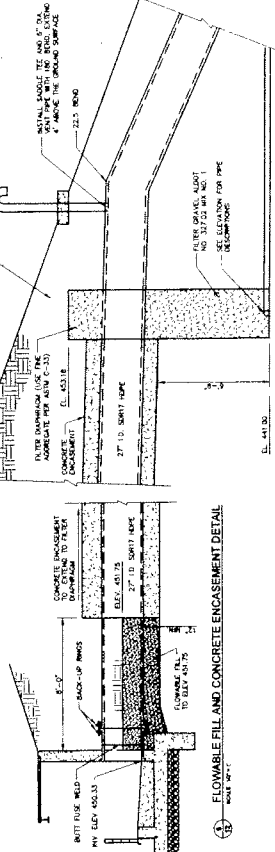 INSTALL SADDLE TEE AND 6" DIA.
VENT PIPE WITH 180 BEND, EXTEND
4' ABOVE THE GROUND SURFACE
22.5 BEND
FILTER DIAPHRAGM (USE FINE
AGGREGATE PER ASTM C-33)
EL. 453.18
CONCRETE
ENCASEMENT
27" I.D. SDR17 HDPE
FILTER GRAVEL ALDOT
NO. 327.02 MIX NO. 1
SEE ELEVATION FOR PIPE
DESCRIPTIONS
EL. 441.00
CONCRETE ENCASEMENT
TO EXTEND TO FILTER
DIAPHRAGM
ELEV. 451.75
27" I.D. SDR17 HDPE
BACK-UP RINGS
BUTT FUSE WELD
INV ELEV 450.33
FLOWABLE FILL
TO ELEV 451.75
FLOWABLE FILL AND CONCRETE ENCASEMENT DETAIL